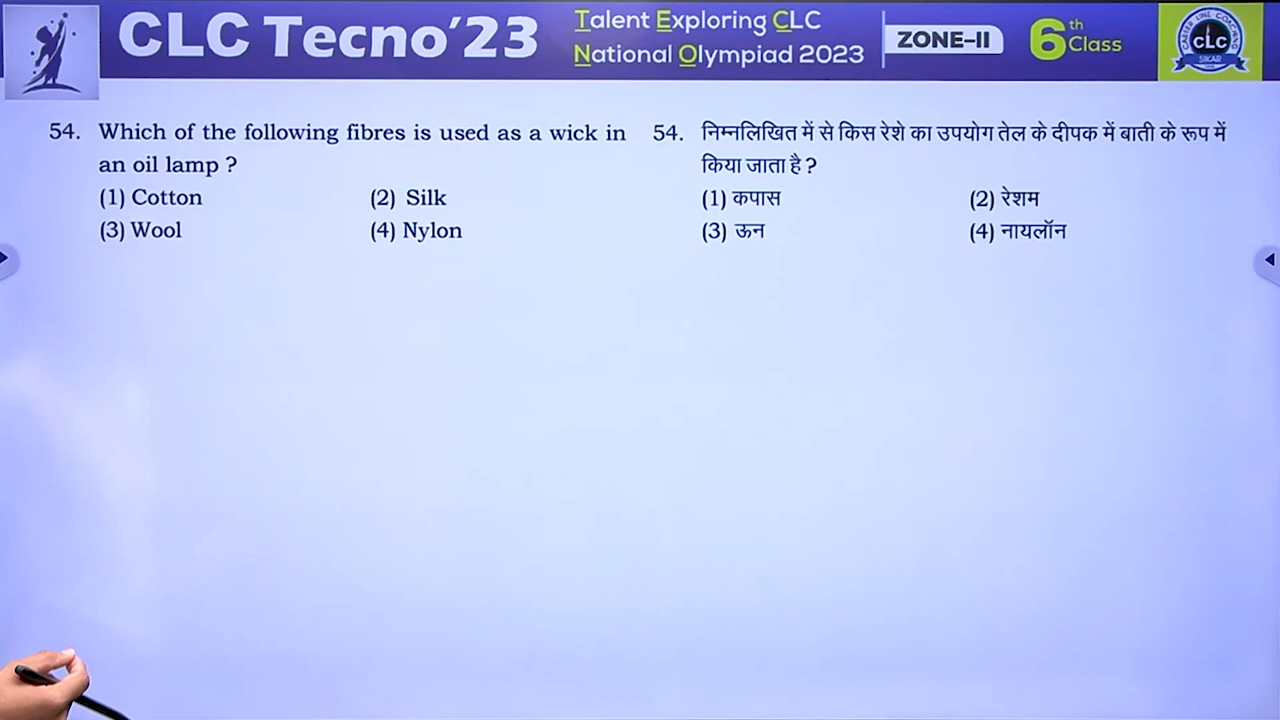 CLC Tecno'23
Talent Exploring CLC
National Olympiad 2023
ZONE-II
6th Class
CAREER LINE COACHING
CLC
SIKAR
54. Which of the following fibres is used as a wick in
an oil lamp ?
(1) Cotton (2) Silk
(3) Wool (4) Nylon
54. निम्नलिखित में से किस रेशे का उपयोग तेल के दीपक में बाती के रूप में
किया जाता है ?
(1) कपास (2) रेशम
(3) ऊन (4) नायलॉन